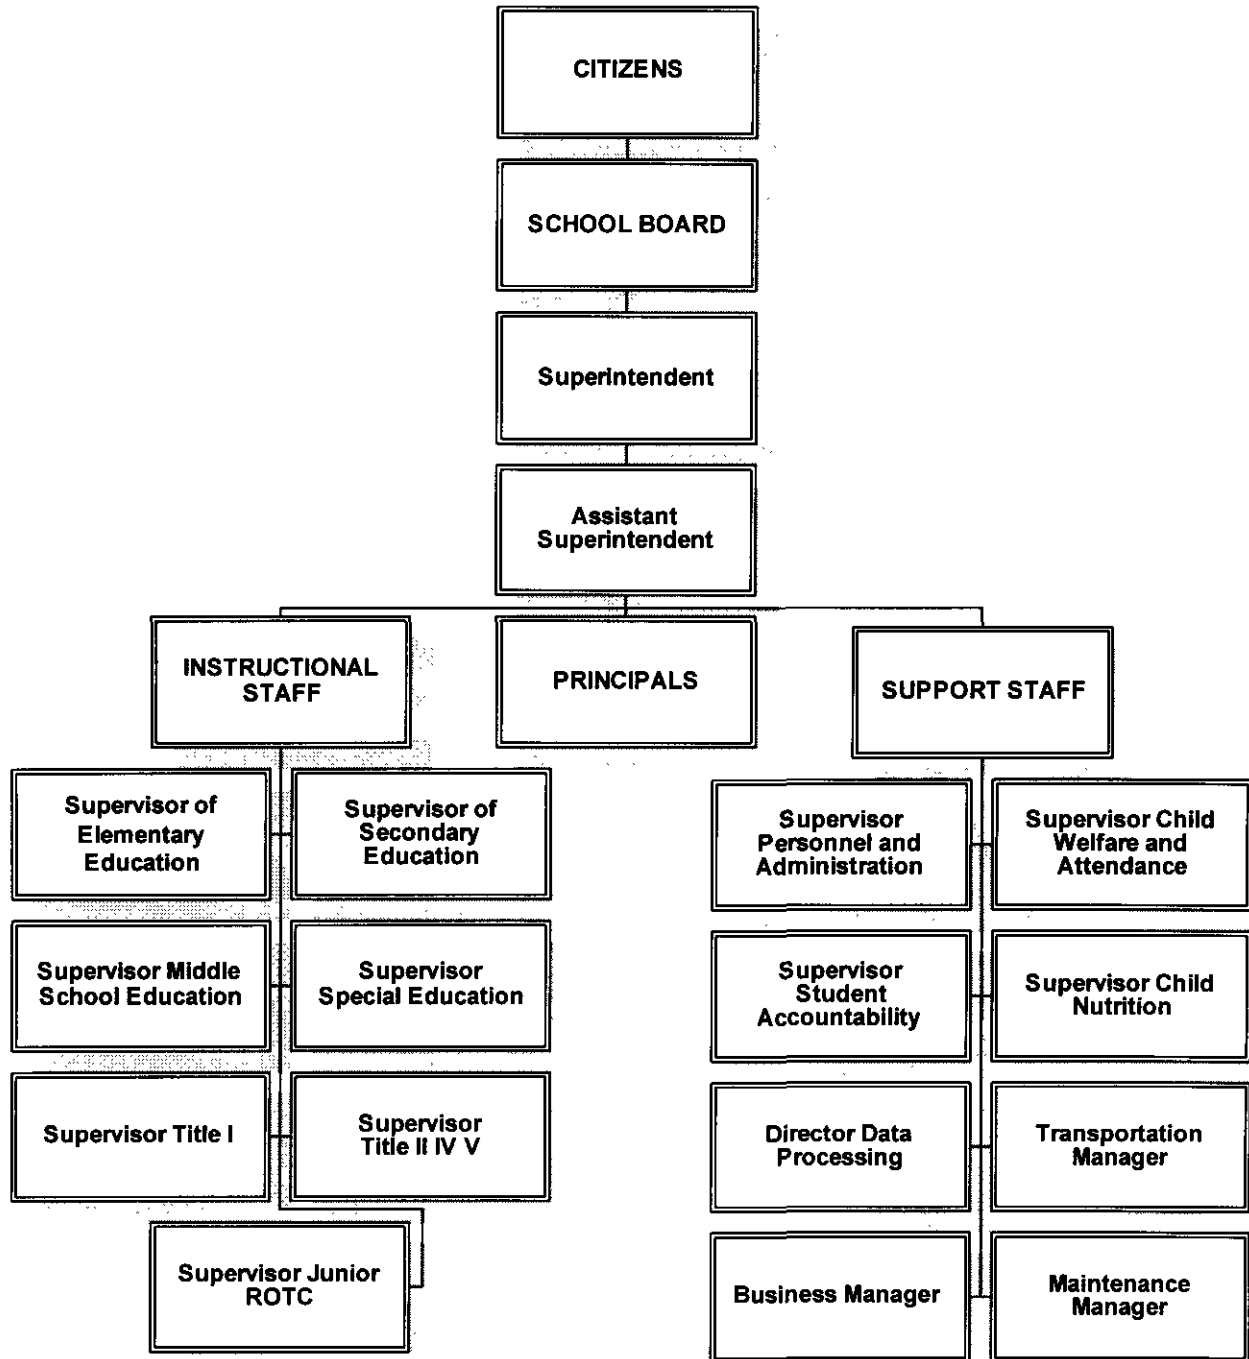 CITIZENS
SCHOOL BOARD
Superintendent
Assistant
Superintendent
INSTRUCTIONAL
STAFF
PRINCIPALS
SUPPORT STAFF
Supervisor of
Elementary
Education
Supervisor of
Secondary
Education
Supervisor
Personnel and
Administration
Supervisor Child
Welfare and
Attendance
Supervisor Middle
School Education
Supervisor
Special Education
Supervisor
Student
Accountability
Supervisor Child
Nutrition
Supervisor Title I
Supervisor
Title II IV V
Director Data
Processing
Transportation
Manager
Supervisor Junior
ROTC
Business Manager
Maintenance
Manager